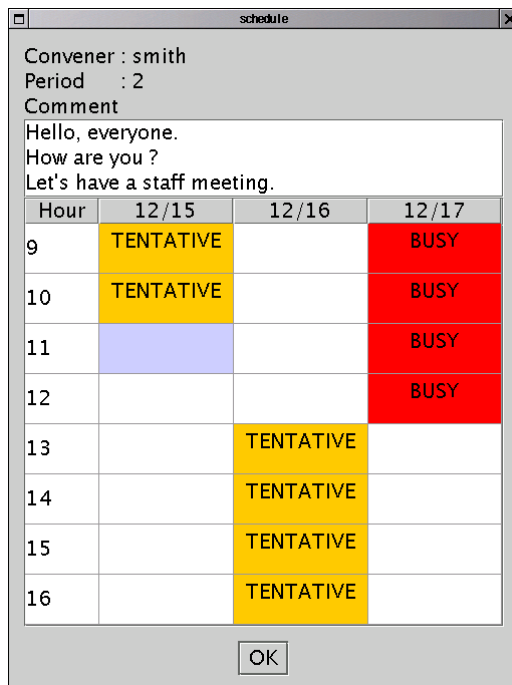 schedule
Convener : smith
Period : 2
Comment
Hello, everyone.
How are you ?
Let's have a staff meeting.
Hour 12/15 12/16 12/17
9 TENTATIVE BUSY
10 TENTATIVE BUSY
11 BUSY
12 BUSY
13 TENTATIVE
14 TENTATIVE
15 TENTATIVE
16 TENTATIVE
OK